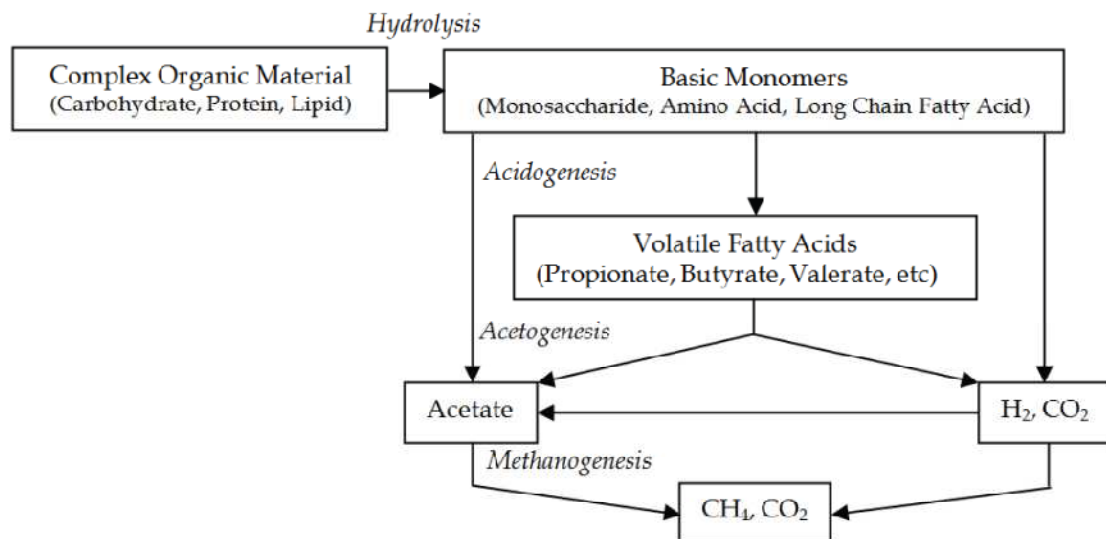 Hydrolysis
Complex Organic Material
(Carbohydrate, Protein, Lipid)
Basic Monomers
(Monosaccharide, Amino Acid, Long Chain Fatty Acid)
Acidogenesis
Volatile Fatty Acids
(Propionate, Butyrate, Valerate, etc)
Acetogenesis
Acetate
H₂, CO₂
Methanogenesis
CH₄, CO₂